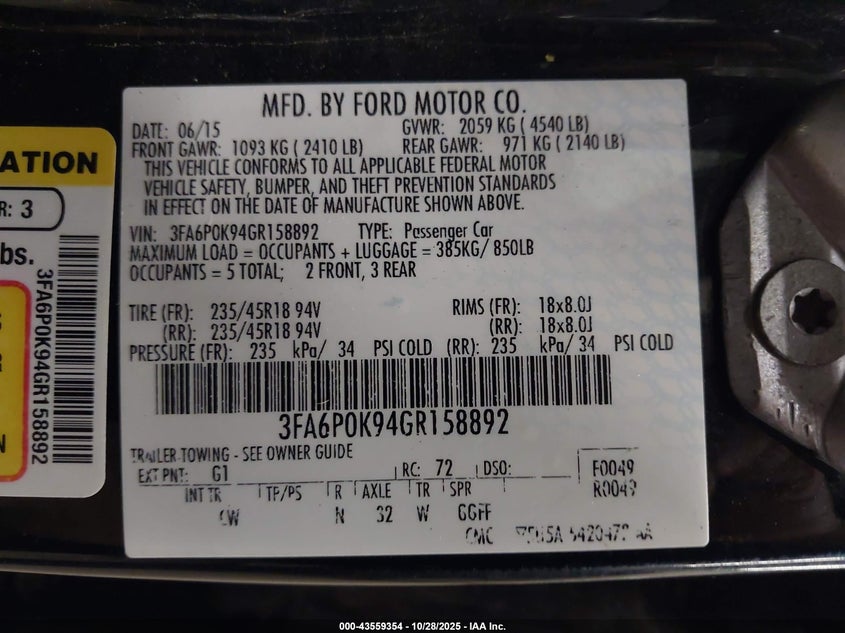 ATION
R: 3
bs.
S
N
3FA6P0K94GR158892
MFD. BY FORD MOTOR CO.
DATE: 06/15 GVWR: 2059 KG ( 4540 LB)
FRONT GAWR: 1093 KG ( 2410 LB) REAR GAWR: 971 KG ( 2140 LB)
THIS VEHICLE CONFORMS TO ALL APPLICABLE FEDERAL MOTOR
VEHICLE SAFETY, BUMPER, AND THEFT PREVENTION STANDARDS
IN EFFECT ON THE DATE OF MANUFACTURE SHOWN ABOVE.
VIN: 3FA6P0K94GR158892 TYPE: Passenger Car
MAXIMUM LOAD = OCCUPANTS + LUGGAGE = 385KG/ 850LB
OCCUPANTS = 5 TOTAL; 2 FRONT, 3 REAR
TIRE (FR): 235/45R18 94V RIMS (FR): 18x8.0J
(RR): 235/45R18 94V (RR): 18x8.0J
PRESSURE (FR): 235 kPa/ 34 PSI COLD (RR): 235 kPa/ 34 PSI COLD
3FA6P0K94GR158892
TRAILER TOWING - SEE OWNER GUIDE
EXT PNT: G1 RC: 72 DSO: F0049
R0049
INT TR TP/PS R AXLE TR SPR
CW N 32 W GGFF
CMC
000-43559354 | 10/28/2025 - IAA Inc.